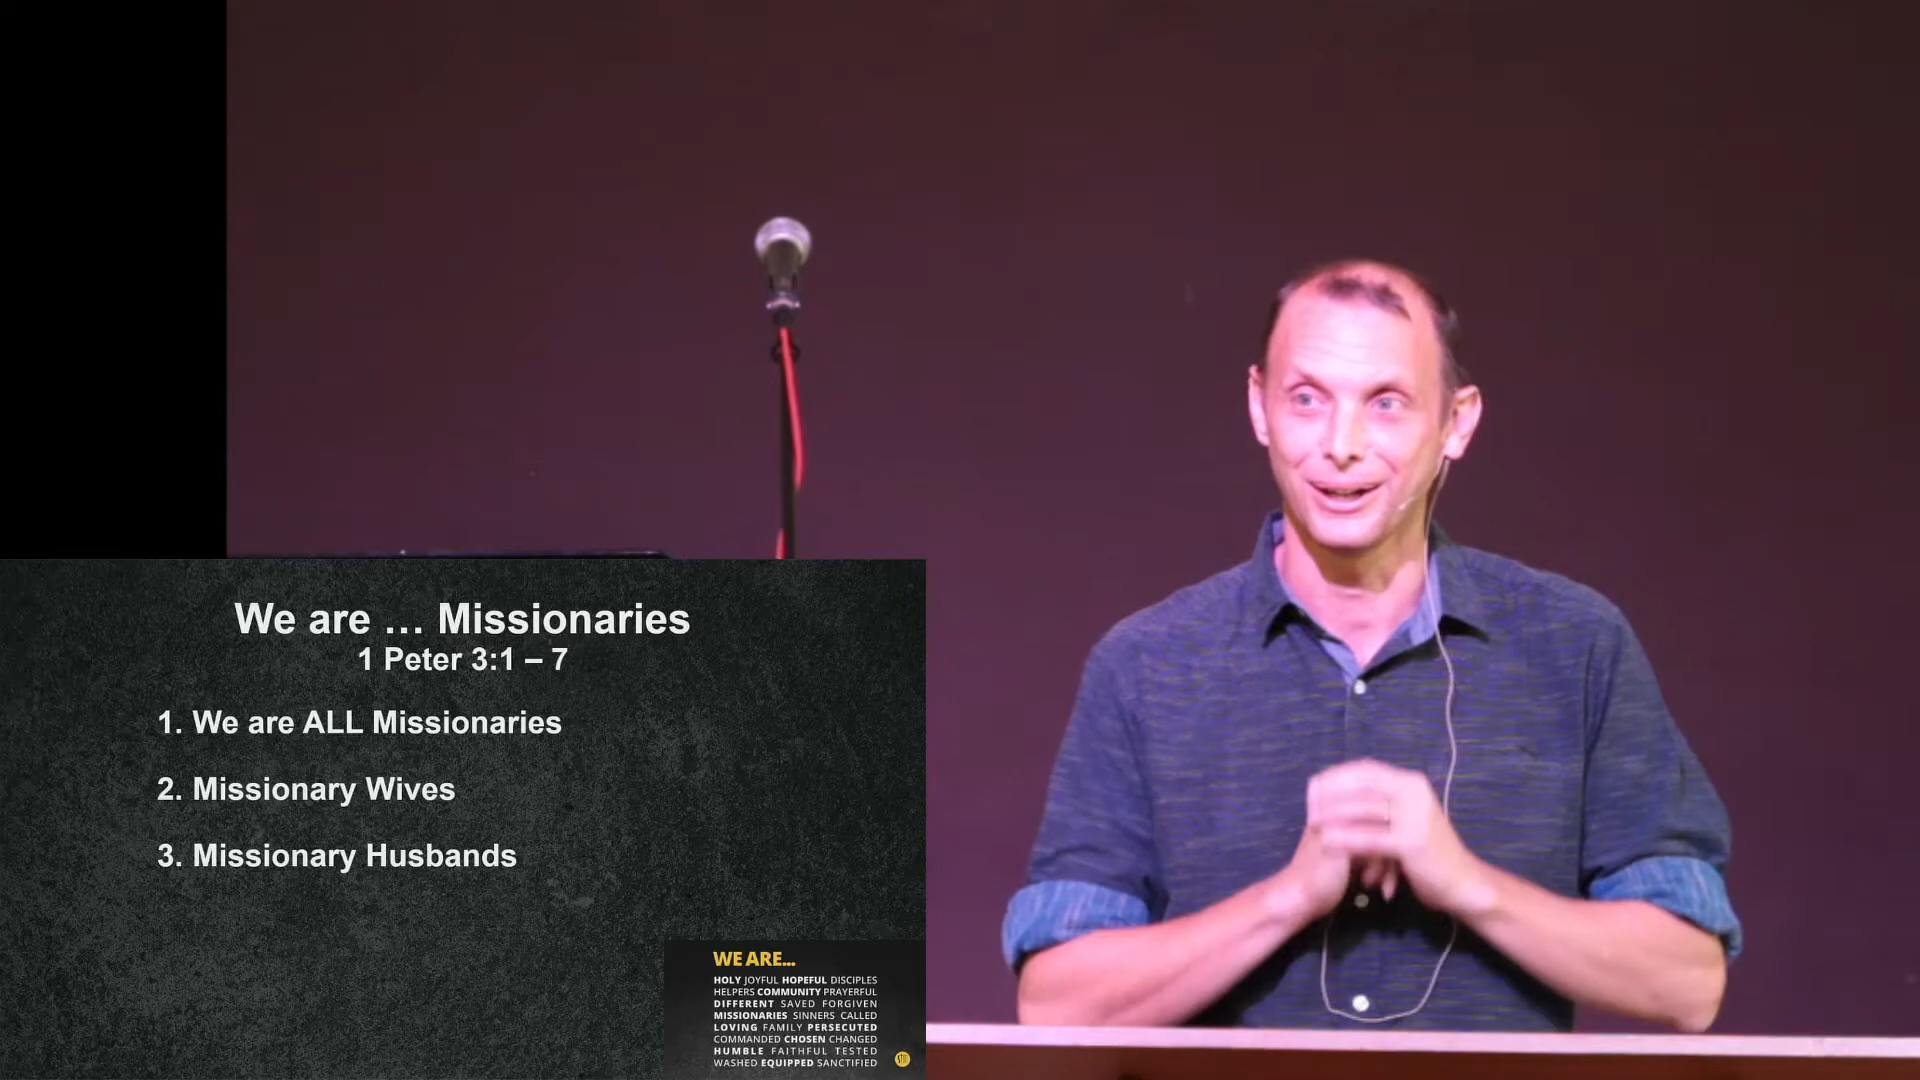 We are … Missionaries
1 Peter 3:1 – 7
1. We are ALL Missionaries
2. Missionary Wives
3. Missionary Husbands
WE ARE...
HOLY JOYFUL HOPEFUL DISCIPLES
HELPERS COMMUNITY PRAYERFUL
DIFFERENT SAVED FORGIVEN
MISSIONARIES SINNERS CALLED
LOVING FAMILY PERSECUTED
COMMANDED CHOSEN CHANGED
HUMBLE FAITHFUL TESTED
WASHED EQUIPPED SANCTIFIED